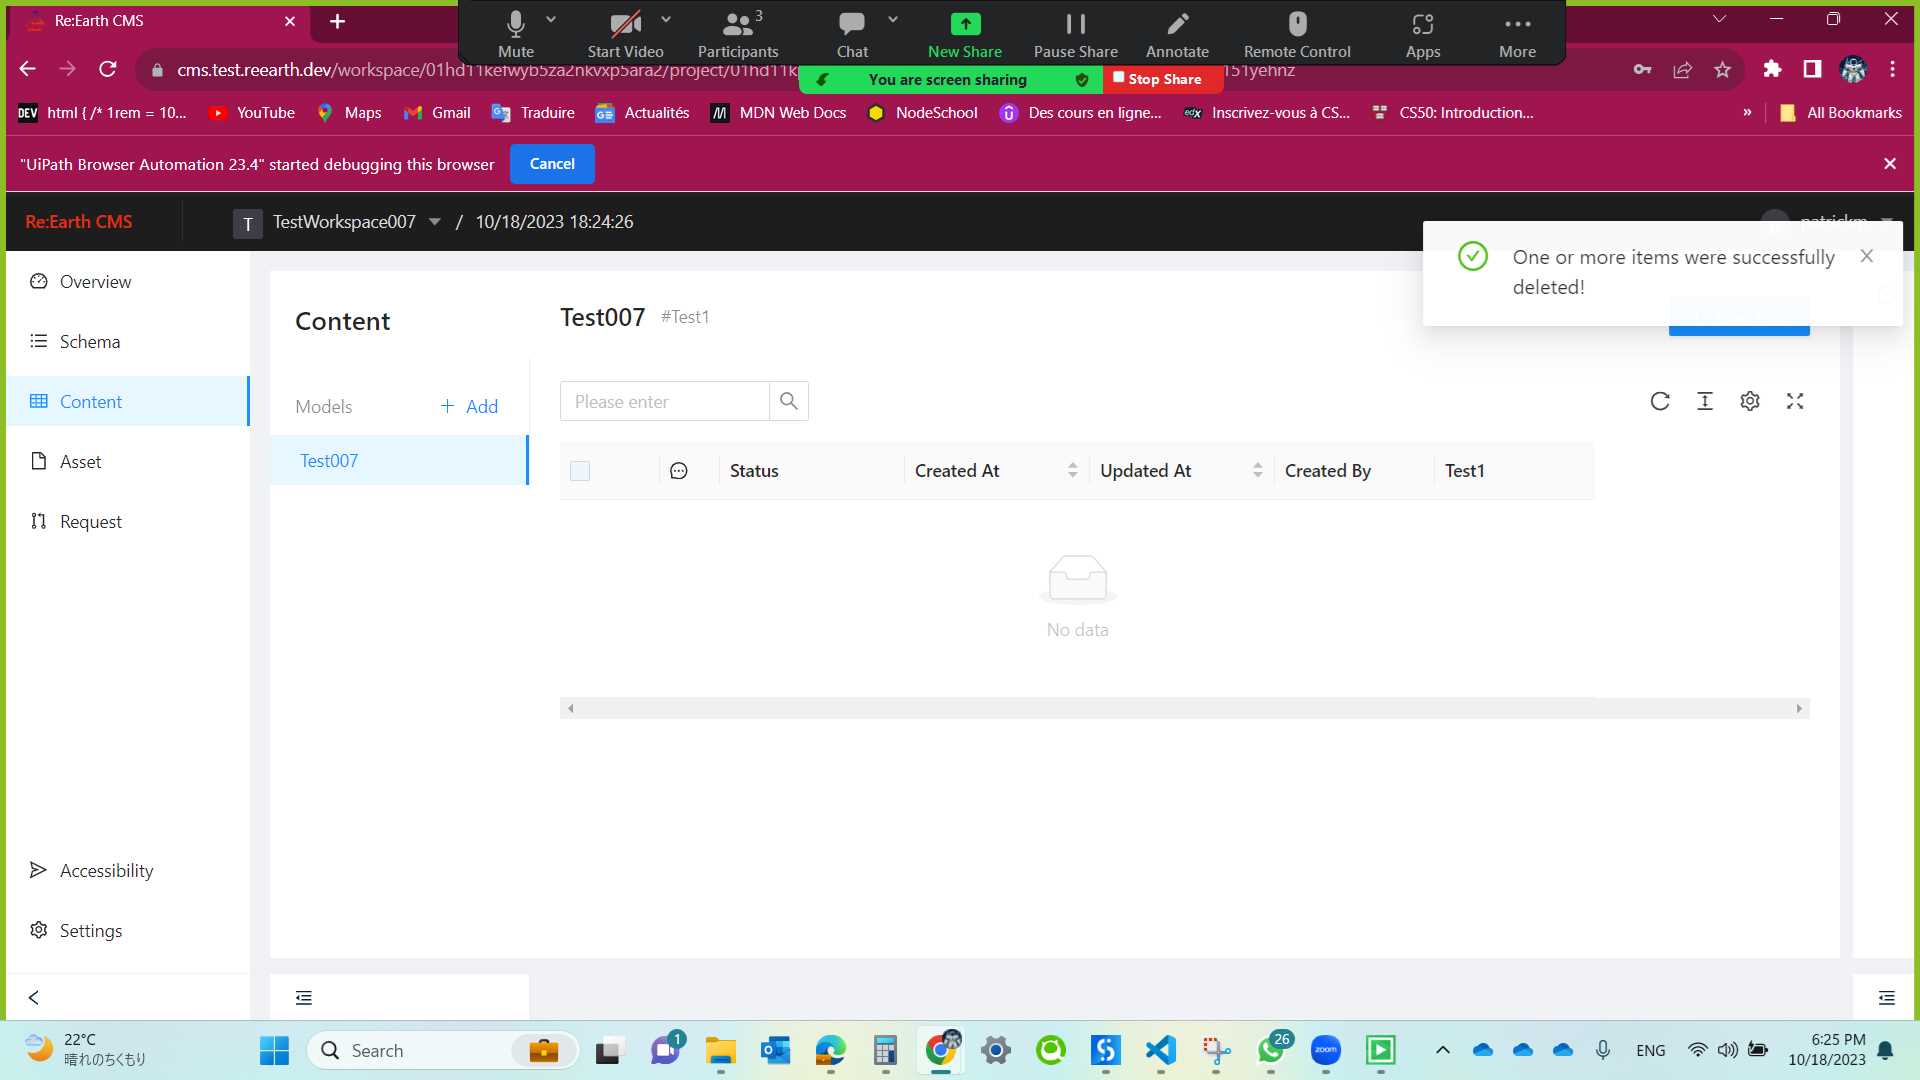 Re:Earth CMS
Mute
Start Video
Participants
3
Chat
New Share
Pause Share
Annotate
Remote Control
Apps
More
cms.test.reearth.dev/workspace/01hd11kefwyb5za2nkvxp5ara2/project/01hd11k
151yehnz
You are screen sharing
Stop Share
DEV html { /* 1rem = 10...
YouTube
Maps
Gmail
Traduire
Actualités
MDN Web Docs
NodeSchool
Des cours en ligne...
edx Inscrivez-vous à CS...
CS50: Introduction...
»
All Bookmarks
"UiPath Browser Automation 23.4" started debugging this browser
Cancel
Re:Earth CMS
T TestWorkspace007 / 10/18/2023 18:24:26
patrickm
One or more items were successfully
deleted!
Overview
Schema
Content
Asset
Request
Accessibility
Settings
Content
Models
+ Add
Test007
Test007 #Test1
Please enter
Status
Created At
Updated At
Created By
Test1
No data
22°C
晴れのちくもり
Search
1
26
zoom
ENG
6:25 PM
10/18/2023